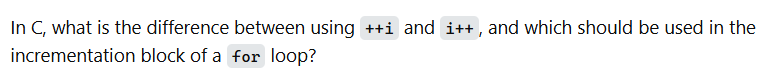 In C, what is the difference between using ++i and i++, and which should be used in the
incrementation block of a for loop?